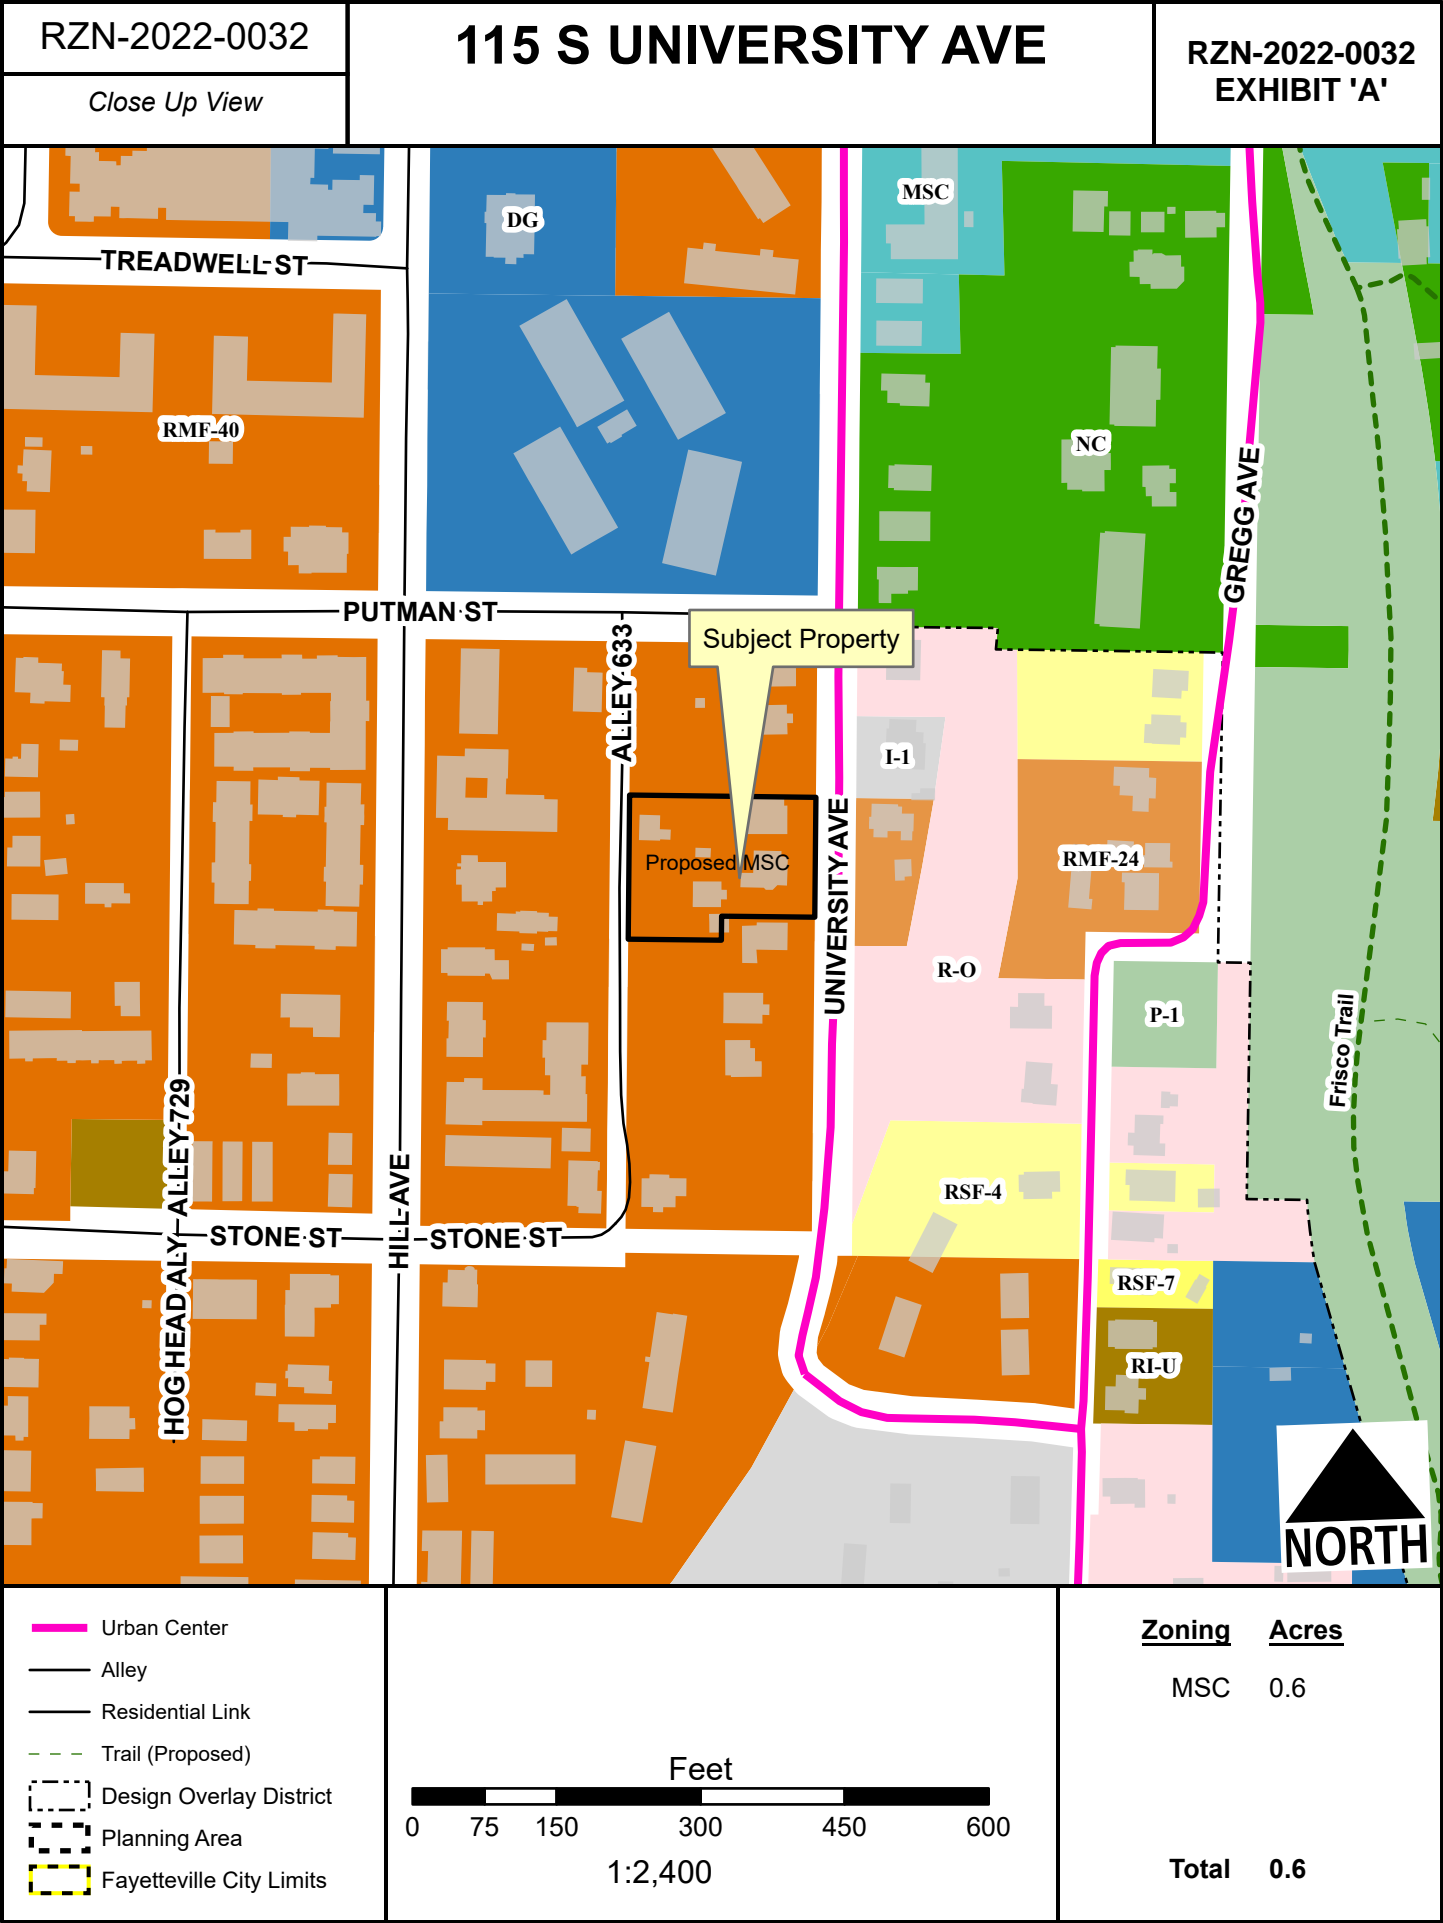 RZN-2022-0032
Close Up View
115 S UNIVERSITY AVE
RZN-2022-0032
EXHIBIT 'A'
MSC
DG
TREADWELL ST
RMF-40
NC
GREGG AVE
PUTMAN ST
ALLEY 633
Subject Property
I-1
Proposed MSC
UNIVERSITY AVE
RMF-24
R-O
P-1
Frisco Trail
HOG HEAD ALY
ALLEY 729
HILL AVE
STONE ST
STONE ST
RSF-4
RSF-7
RI-U
NORTH
Urban Center
Alley
Residential Link
Trail (Proposed)
Design Overlay District
Planning Area
Fayetteville City Limits
Feet
0 75 150 300 450 600
1:2,400
Zoning Acres
MSC 0.6
Total 0.6